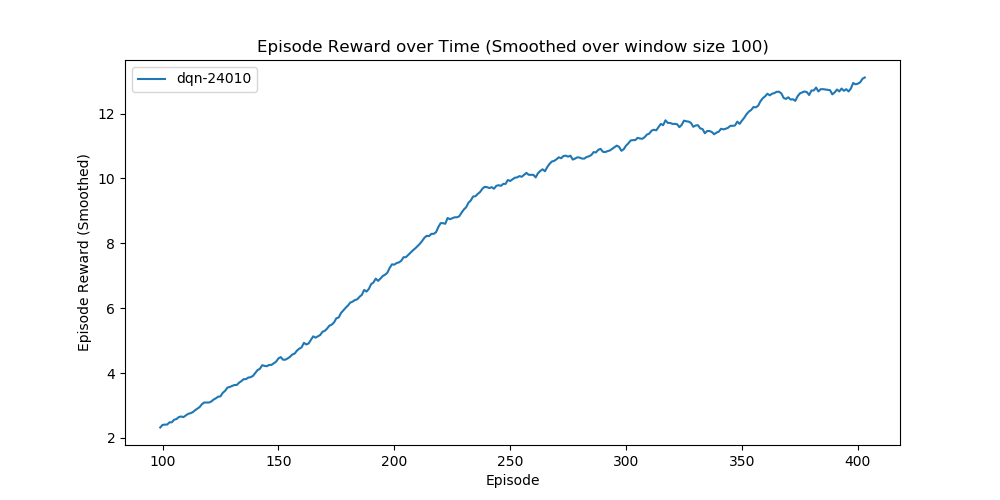 Episode Reward over Time (Smoothed over window size 100)
dqn-24010
Episode Reward (Smoothed)
12
10
8
6
4
2
100 150 200 250 300 350 400
Episode